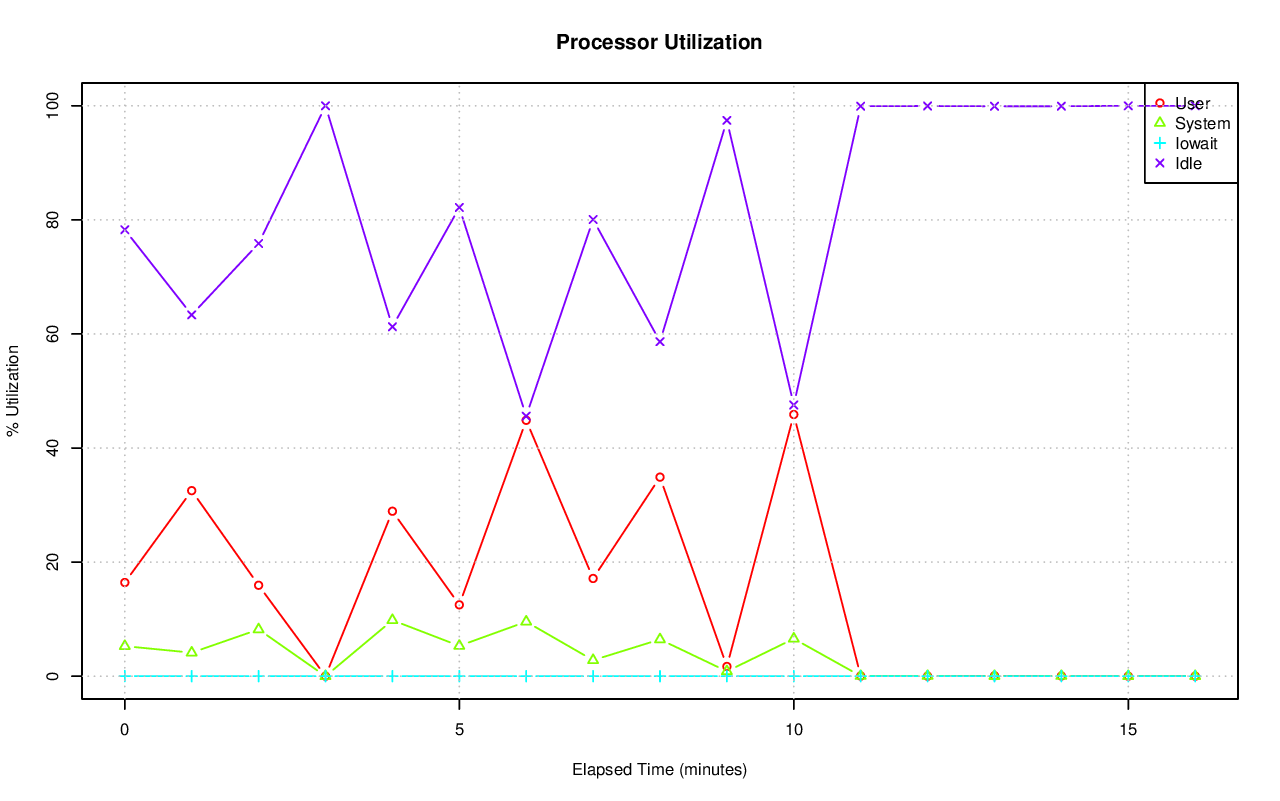 Processor Utilization
100
80
60
40
20
0
% Utilization
User
System
Iowait
Idle
0 5 10 15
Elapsed Time (minutes)